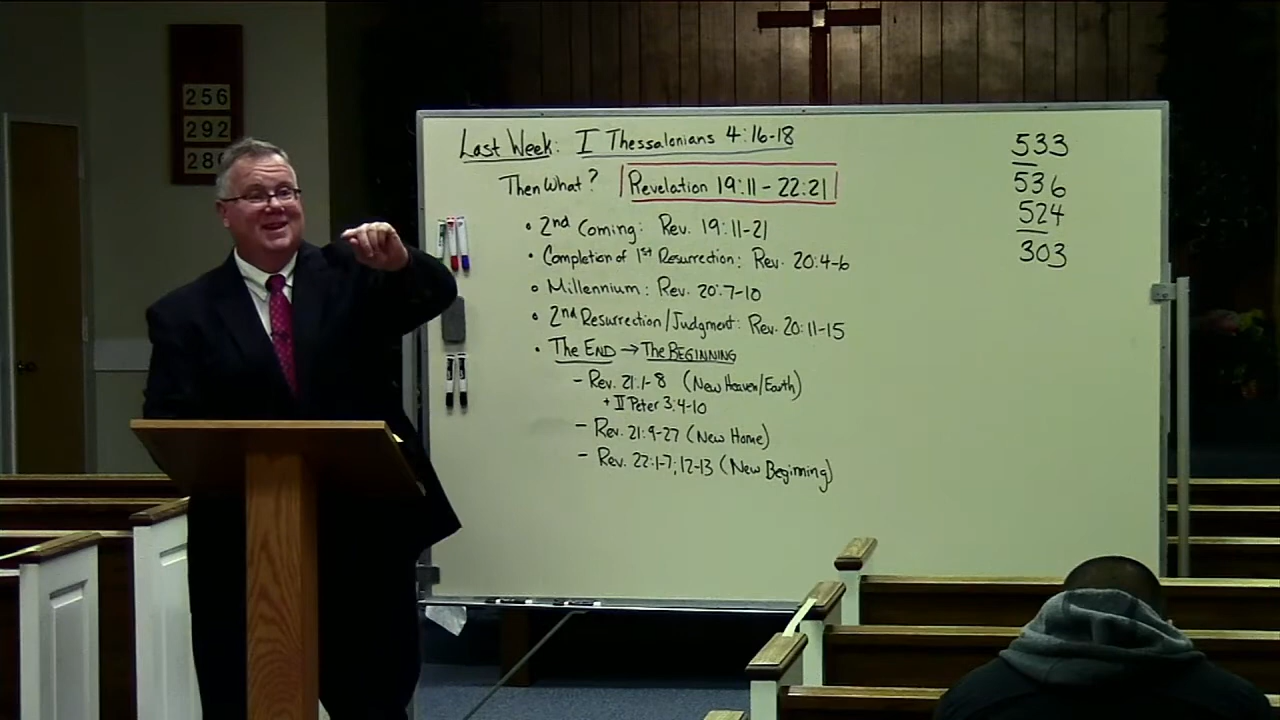 256
292
280
Last Week: I Thessalonians 4:16-18
Then What? Revelation 19:11 - 22:21
• 2nd Coming: Rev. 19:11-21
• Completion of 1st Resurrection: Rev. 20:4-6
• Millennium: Rev. 20:7-10
• 2nd Resurrection/Judgment: Rev. 20:11-15
• The END → The BEGINNING
- Rev. 21:1-8 (New Heaven/Earth)
+ II Peter 3:4-10
- Rev. 21:9-27 (New Home)
- Rev. 22:1-7; 12-13 (New Beginning)
533
536
524
303